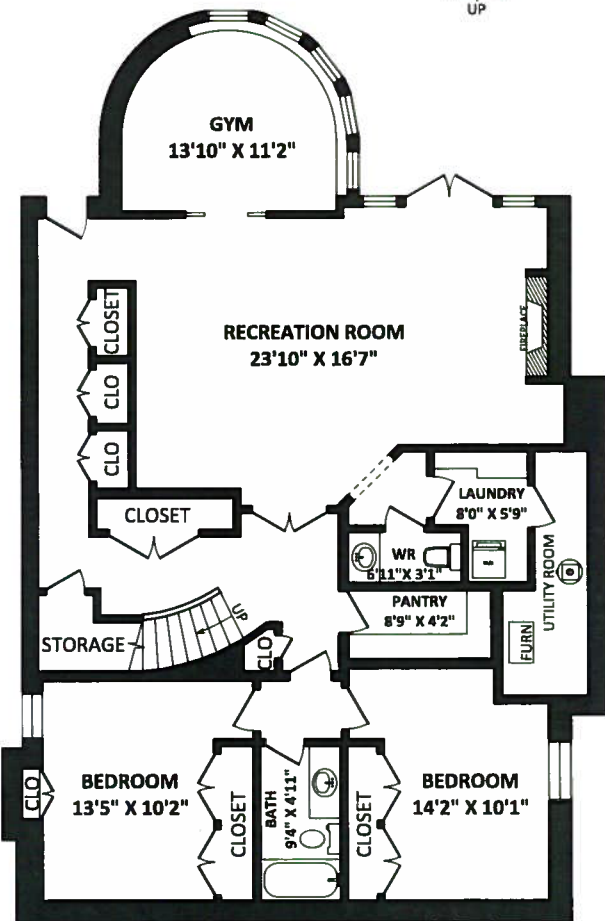 UP
GYM
13'10" X 11'2"
RECREATION ROOM
23'10" X 16'7"
FIREPLACE
CLOSET
CLO
CLO
CLOSET
LAUNDRY
8'0" X 5'9"
WR
6'11"X 3'1"
UTILITY ROOM
PANTRY
8'9" X 4'2"
FURN
UP
STORAGE
CLO
BEDROOM
13'5" X 10'2"
CLO
CLOSET
BATH
9'4" X 4'11"
CLOSET
BEDROOM
14'2" X 10'1"